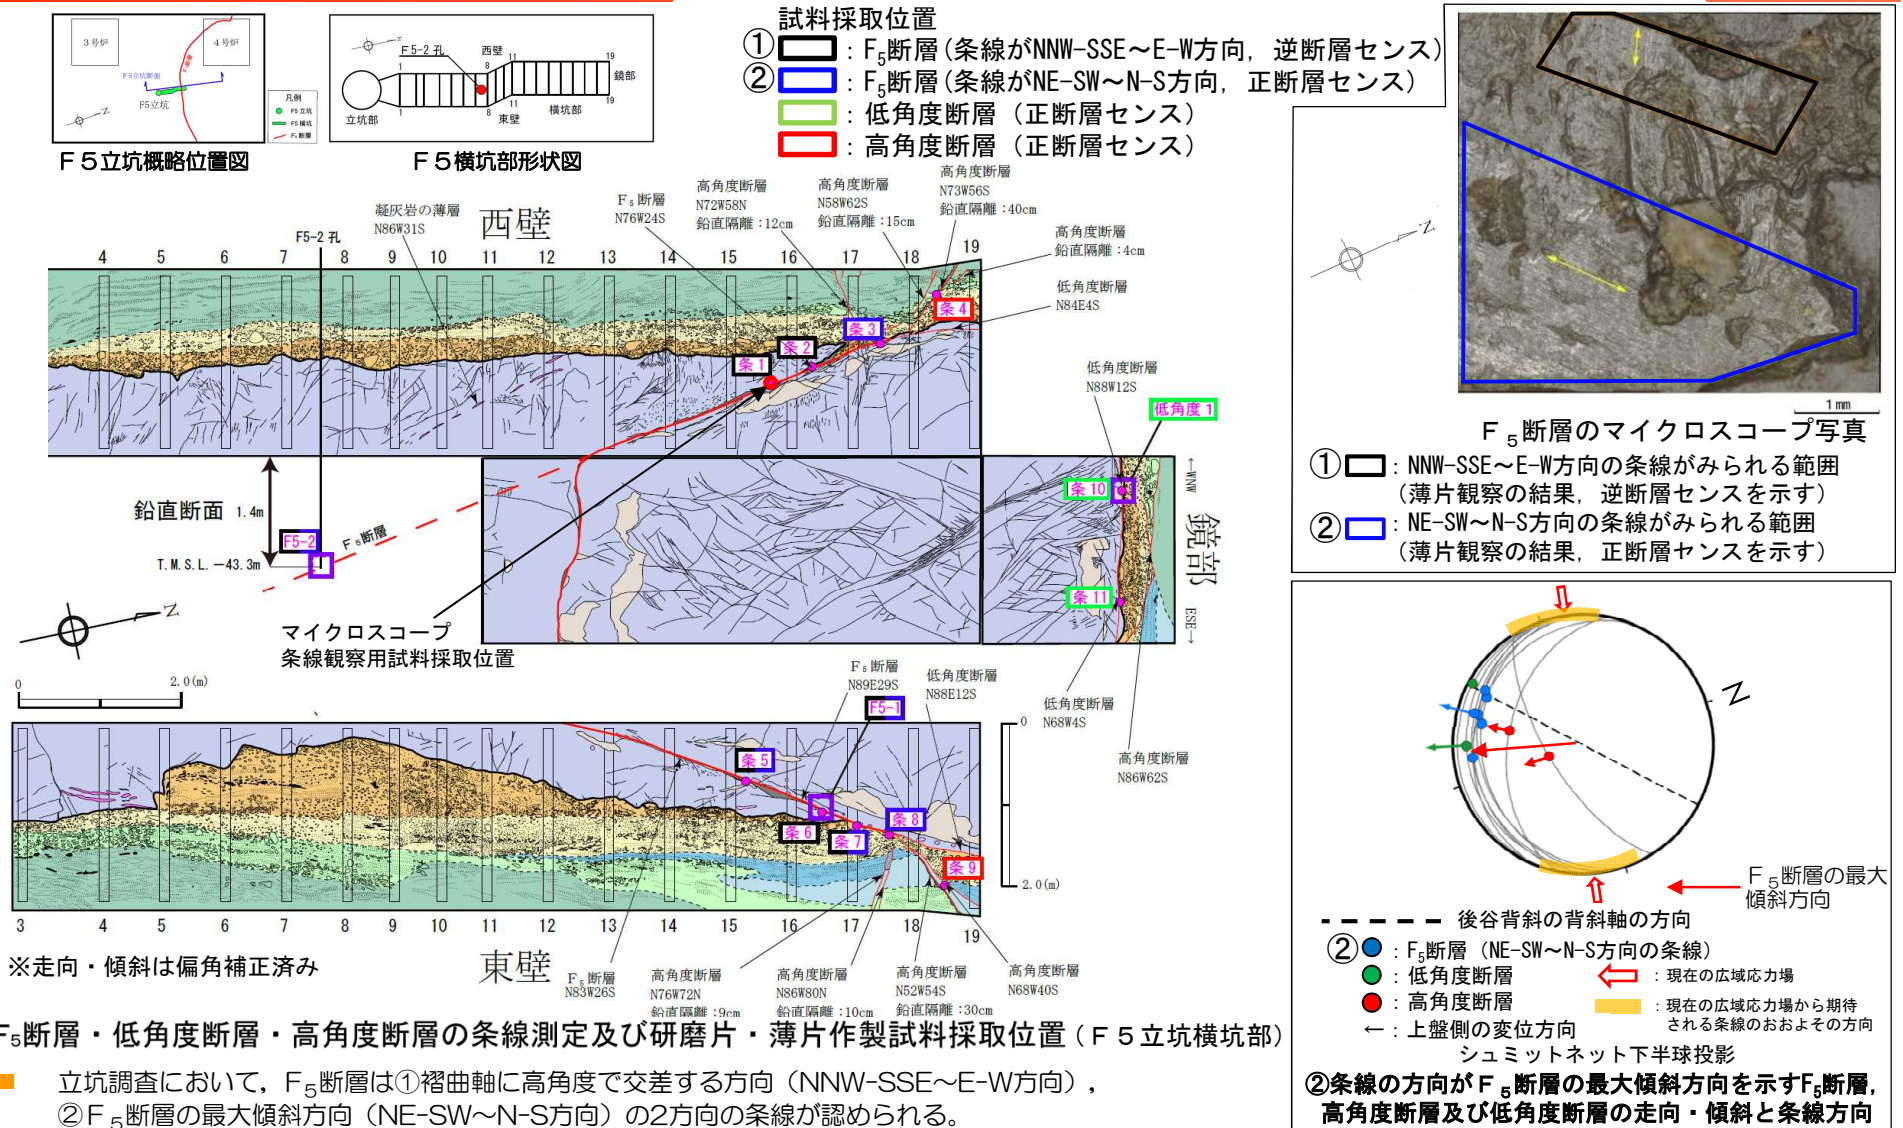 3号炉
4号炉
F₅断層
F5立坑断面
F5立坑
N
凡例
F5 立坑
F5 横坑
F₅ 断層
F５立坑概略位置図
N
F5-2 孔
西壁
1
8
11
19
鏡部
立坑部
1
8
東壁
11
横坑部
19
F５横坑部形状図
試料採取位置
① : F₅断層(条線がNNW-SSE～E-W方向, 逆断層センス)
② : F₅断層(条線がNE-SW～N-S方向, 正断層センス)
: 低角度断層 (正断層センス)
: 高角度断層 (正断層センス)
西壁
凝灰岩の薄層
N86W31S
F₅ 断層
N76W24S
高角度断層
N72W58N
鉛直隔離:12cm
高角度断層
N58W62S
鉛直隔離:15cm
高角度断層
N73W56S
鉛直隔離:40cm
高角度断層
鉛直隔離:4cm
低角度断層
N84E4S
F5-2 孔
4 5 6 7 8 9 10 11 12 13 14 15 16 17 18 19
条 1
条 2
条 3
条 4
低角度断層
N88W12S
低角度 1
条 10
条 11
←WNW
鏡部
ESE→
鉛直断面
1.4m
F5-2
F₅断層
T.M.S.L.－43.3m
N
マイクロスコープ
条線観察用試料採取位置
0
2.0(m)
F₅ 断層
N89E29S
低角度断層
N88E12S
F5-1
低角度断層
N68W4S
高角度断層
N86W62S
条 5
条 6
条 7
条 8
条 9
0
2.0(m)
3 4 5 6 7 8 9 10 11 12 13 14 15 16 17 18 19
東壁
※走向・傾斜は偏角補正済み
F₅ 断層
N83W26S
高角度断層
N76W72N
鉛直隔離:9cm
高角度断層
N86W80N
鉛直隔離:10cm
高角度断層
N52W54S
鉛直隔離:30cm
高角度断層
N68W40S
F₅断層・低角度断層・高角度断層の条線測定及び研磨片・薄片作製試料採取位置（F５立坑横坑部）
立坑調査において，F₅断層は①褶曲軸に高角度で交差する方向（NNW-SSE～E-W方向），
②F₅断層の最大傾斜方向（NE-SW～N-S方向）の2方向の条線が認められる。
N
1 mm
F₅断層のマイクロスコープ写真
① : NNW-SSE～E-W方向の条線がみられる範囲
(薄片観察の結果, 逆断層センスを示す)
② : NE-SW～N-S方向の条線がみられる範囲
(薄片観察の結果, 正断層センスを示す)
N
F₅断層の最大
傾斜方向
後谷背斜の背斜軸の方向
② : F₅断層 (NE-SW～N-S方向の条線)
: 低角度断層
: 高角度断層
← : 上盤側の変位方向
: 現在の広域応力場
: 現在の広域応力場から期待
される条線のおおよその方向
シュミットネット下半球投影
②条線の方向がF₅断層の最大傾斜方向を示すF₅断層,
高角度断層及び低角度断層の走向・傾斜と条線方向